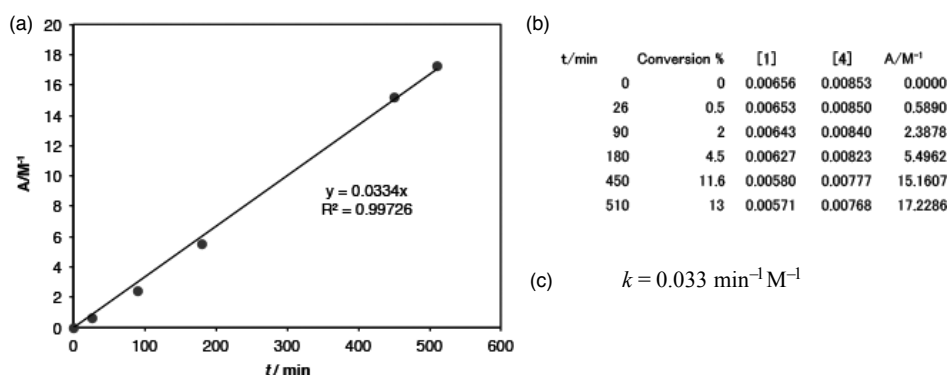 (a)
20
18
16
14
12
10
8
6
4
2
0
A/M⁻¹
y = 0.0334x
R² = 0.99726
0 100 200 300 400 500 600
t / min
(b)
t/min Conversion % [1] [4] A/M⁻¹
0 0 0.00656 0.00853 0.0000
26 0.5 0.00653 0.00850 0.5890
90 2 0.00643 0.00840 2.3878
180 4.5 0.00627 0.00823 5.4962
450 11.6 0.00580 0.00777 15.1607
510 13 0.00571 0.00768 17.2286
(c) k = 0.033 min⁻¹ M⁻¹